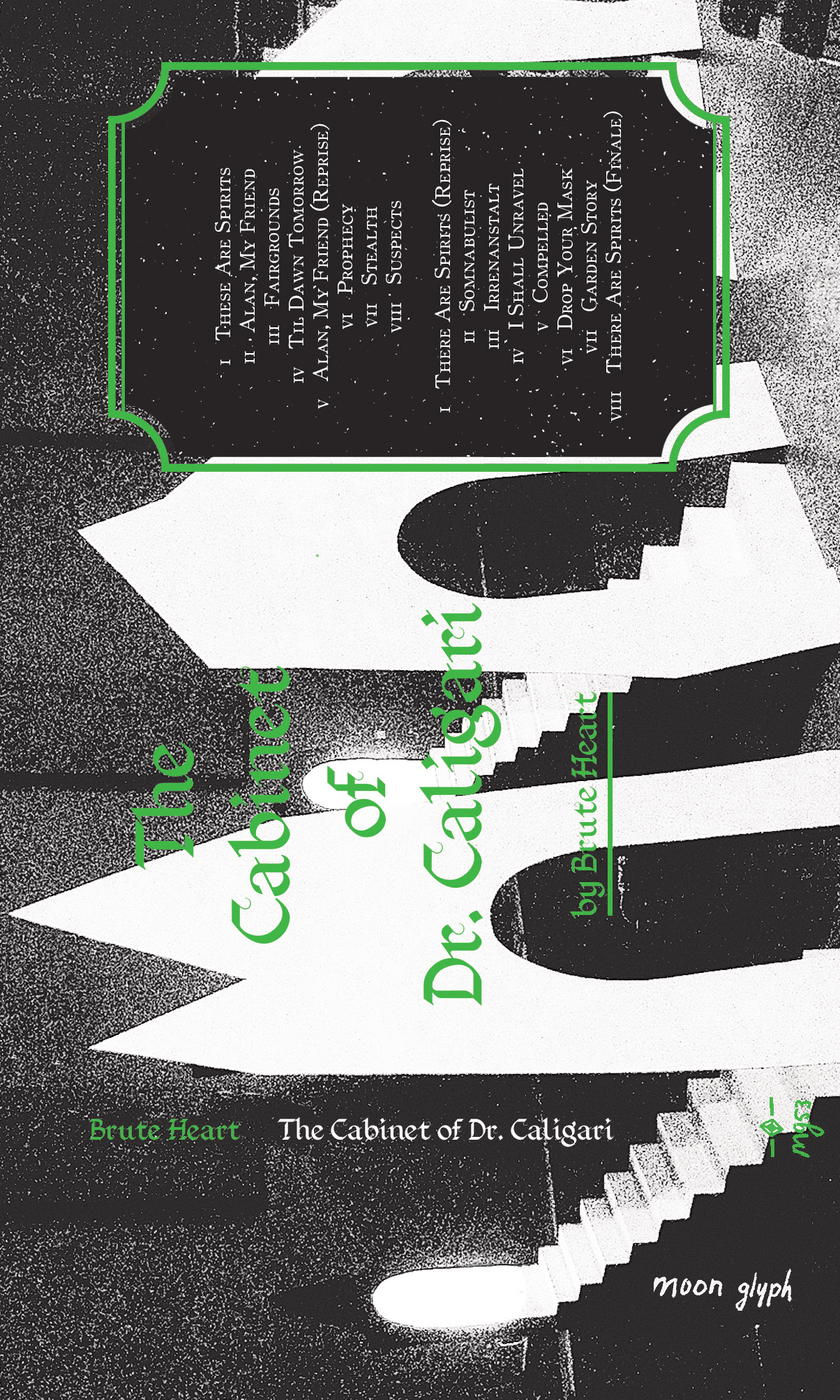 I THESE ARE SPIRITS
II. ALAN, MY FRIEND
III FAIRGROUNDS
IV TIL DAWN TOMORROW
V ALAN, MY FRIEND (REPRISE)
VI PROPHECY
VII STEALTH
VIII SUSPECTS
I THERE ARE SPIRITS (REPRISE)
II SOMNABULIST
III IRRENANSTALT
IV I SHALL UNRAVEL
V COMPELLED
VI DROP YOUR MASK
VII GARDEN STORY
VIII THERE ARE SPIRITS (FINALE)
The
Cabinet
of
Dr. Caligari
by Brute Heart
Brute Heart The Cabinet of Dr. Caligari
mg53
moon glyph